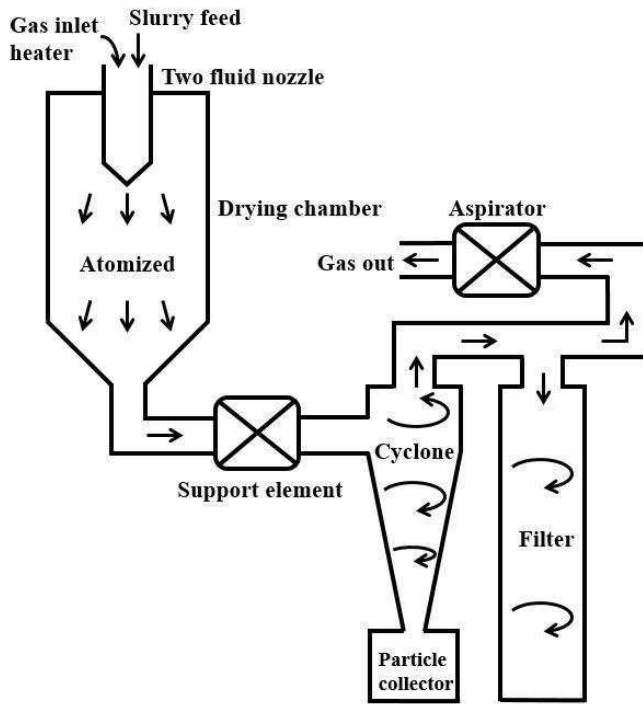 Gas inlet
heater
Slurry feed
Two fluid nozzle
Drying chamber
Atomized
Aspirator
Gas out
Support element
Cyclone
Filter
Particle
collector